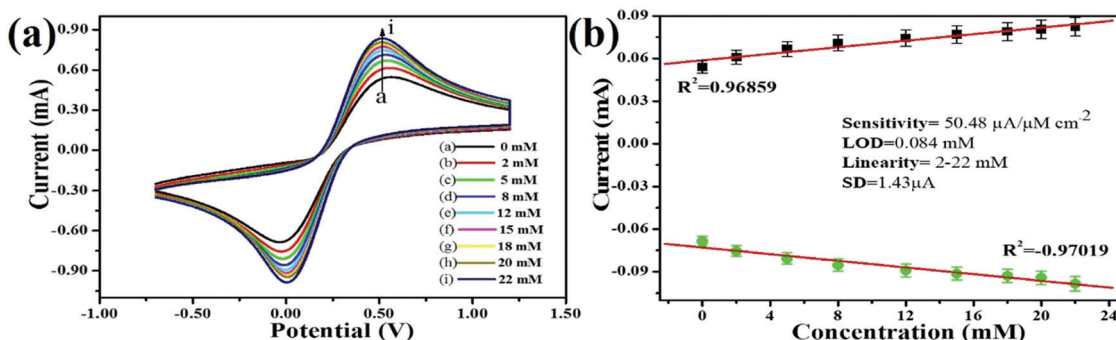 (a)
Current (mA)
0.90
0.60
0.30
0.00
-0.30
-0.60
-0.90
-1.00
-0.50
0.00
0.50
1.00
1.50
Potential (V)
i
a
(a) 0 mM
(b) 2 mM
(c) 5 mM
(d) 8 mM
(e) 12 mM
(f) 15 mM
(g) 18 mM
(h) 20 mM
(i) 22 mM
(b)
Current (mA)
0.09
0.06
0.03
0.00
-0.03
-0.06
-0.09
0
4
8
12
16
20
24
Concentration (mM)
R²=0.96859
Sensitivity= 50.48 µA/µM cm⁻²
LOD=0.084 mM
Linearity= 2-22 mM
SD=1.43µA
R²=-0.97019